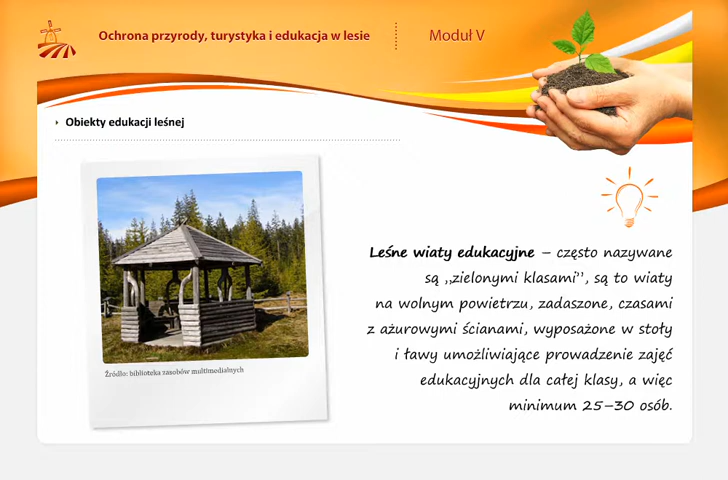 Ochrona przyrody, turystyka i edukacja w lesie
Moduł V
Obiekty edukacji leśnej
Leśne wiaty edukacyjne – często nazywane
są „zielonymi klasami”, są to wiaty
na wolnym powietrzu, zadaszone, czasami
z ażurowymi ścianami, wyposażone w stoły
i ławy umożliwiające prowadzenie zajęć
edukacyjnych dla całej klasy, a więc
minimum 25–30 osób.
Źródło: biblioteka zasobów multimedialnych